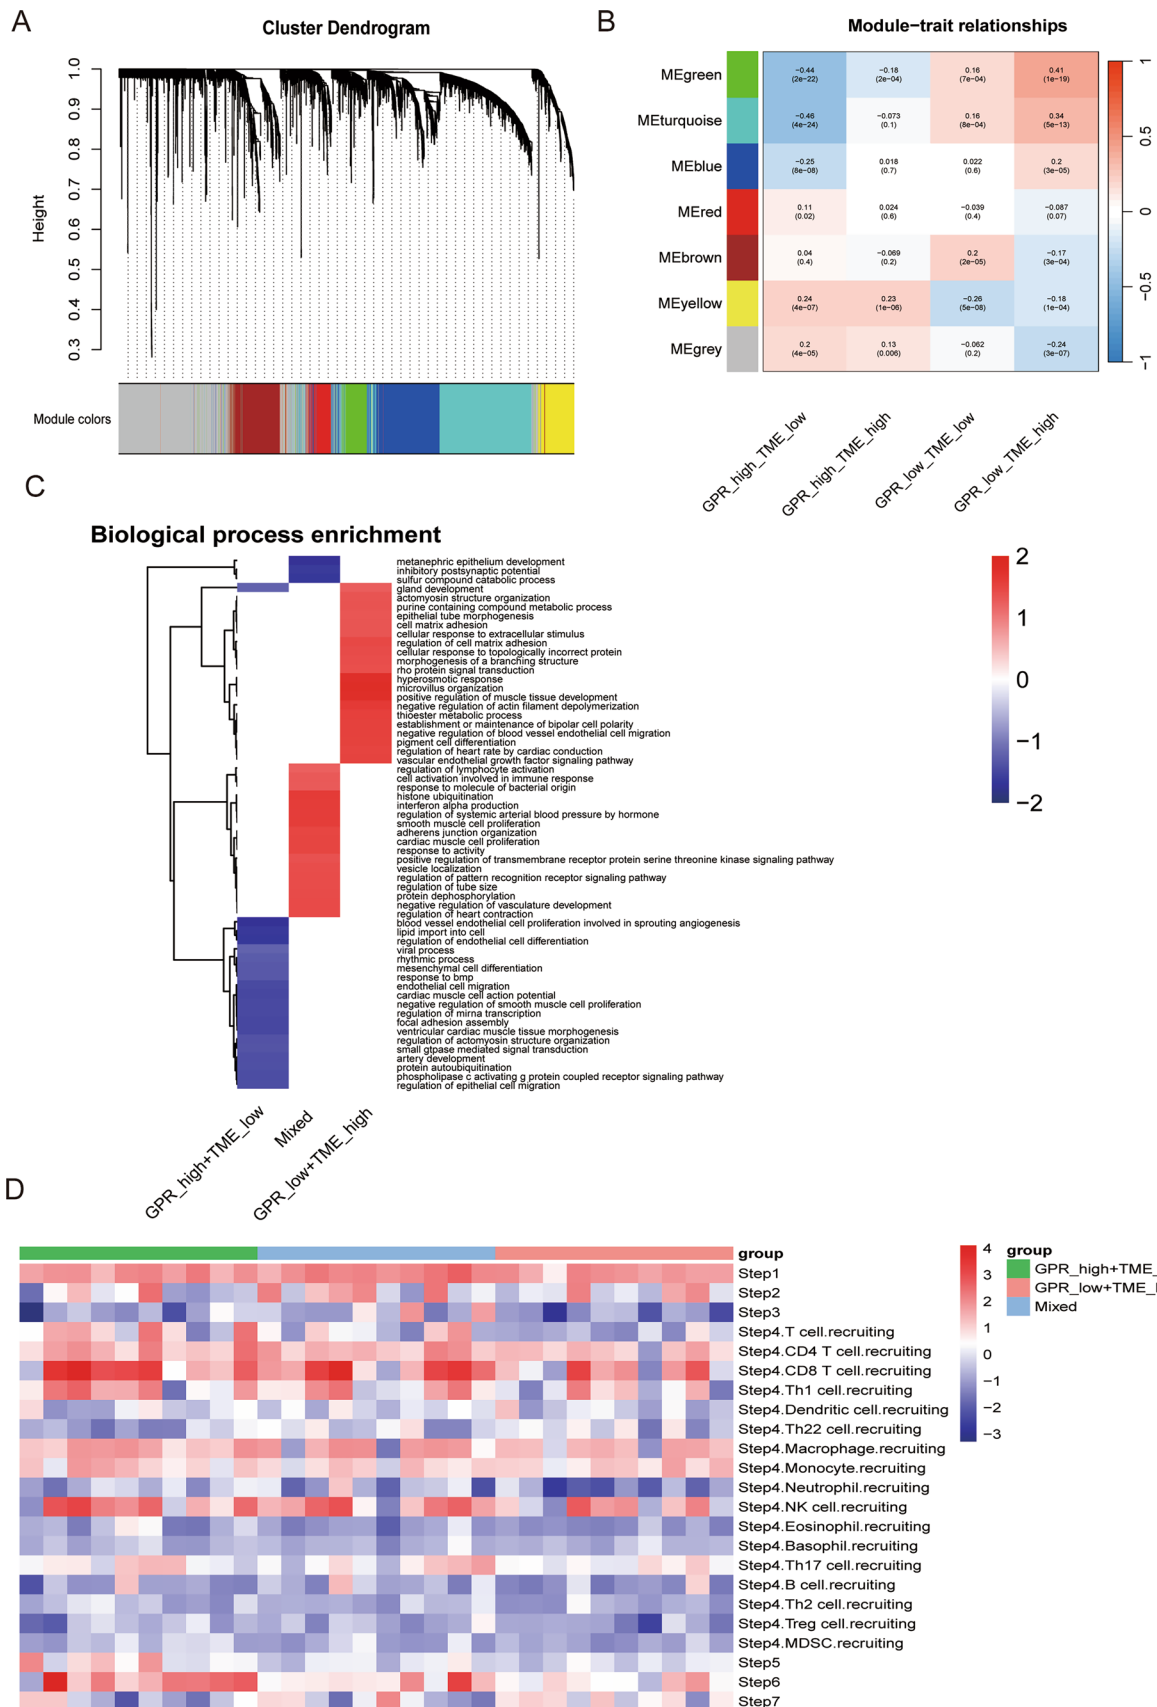 A
Cluster Dendrogram
Height
1.0
0.9
0.8
0.7
0.6
0.5
0.4
0.3
Module colors
B
Module−trait relationships
MEgreen
−0.44 −0.18 0.16 0.41
(2e−22) (2e−04) (7e−04) (1e−19)
MEturquoise
−0.46 −0.073 0.16 0.34
(4e−24) (0.1) (8e−04) (5e−13)
MEblue
−0.25 0.018 0.022 0.2
(8e−08) (0.7) (0.6) (3e−05)
MEred
0.11 0.024 −0.039 −0.087
(0.02) (0.6) (0.4) (0.07)
MEbrown
0.04 −0.069 0.2 −0.17
(0.4) (0.2) (2e−05) (3e−04)
MEyellow
0.24 0.23 −0.26 −0.18
(4e−07) (1e−06) (5e−08) (1e−04)
MEgrey
0.2 0.13 −0.062 −0.24
(4e−05) (0.006) (0.2) (3e−07)
1
0.5
0
−0.5
−1
GPR_high_TME_low
GPR_high_TME_high
GPR_low_TME_low
GPR_low_TME_high
C
Biological process enrichment
metanephric epithelium development
inhibitory postsynaptic potential
sulfur compound catabolic process
gland development
actomyosin structure organization
purine containing compound metabolic process
epithelial tube morphogenesis
cell matrix adhesion
cellular response to extracellular stimulus
regulation of cell matrix adhesion
cellular response to topologically incorrect protein
morphogenesis of a branching structure
rho protein signal transduction
hyperosmotic response
microvillus organization
positive regulation of muscle tissue development
negative regulation of actin filament depolymerization
thioester metabolic process
establishment or maintenance of bipolar cell polarity
negative regulation of blood vessel endothelial cell migration
pigment cell differentiation
regulation of heart rate by cardiac conduction
vascular endothelial growth factor signaling pathway
regulation of lymphocyte activation
cell activation involved in immune response
response to molecule of bacterial origin
histone ubiquitination
interferon alpha production
regulation of systemic arterial blood pressure by hormone
smooth muscle cell proliferation
adherens junction organization
cardiac muscle cell proliferation
response to activity
positive regulation of transmembrane receptor protein serine threonine kinase signaling pathway
vesicle localization
regulation of pattern recognition receptor signaling pathway
regulation of tube size
protein dephosphorylation
negative regulation of vasculature development
regulation of heart contraction
blood vessel endothelial cell proliferation involved in sprouting angiogenesis
lipid import into cell
regulation of endothelial cell differentiation
viral process
rhythmic process
mesenchymal cell differentiation
response to bmp
endothelial cell migration
cardiac muscle cell action potential
negative regulation of smooth muscle cell proliferation
regulation of mirna transcription
focal adhesion assembly
ventricular cardiac muscle tissue morphogenesis
regulation of actomyosin structure organization
small gtpase mediated signal transduction
artery development
protein autoubiquitination
phospholipase c activating g protein coupled receptor signaling pathway
regulation of epithelial cell migration
2
1
0
−1
−2
GPR_high+TME_low
Mixed
GPR_low+TME_high
D
group
Step1
Step2
Step3
Step4.T cell.recruiting
Step4.CD4 T cell.recruiting
Step4.CD8 T cell.recruiting
Step4.Th1 cell.recruiting
Step4.Dendritic cell.recruiting
Step4.Th22 cell.recruiting
Step4.Macrophage.recruiting
Step4.Monocyte.recruiting
Step4.Neutrophil.recruiting
Step4.NK cell.recruiting
Step4.Eosinophil.recruiting
Step4.Basophil.recruiting
Step4.Th17 cell.recruiting
Step4.B cell.recruiting
Step4.Th2 cell.recruiting
Step4.Treg cell.recruiting
Step4.MDSC.recruiting
Step5
Step6
Step7
4
3
2
1
0
−1
−2
−3
group
GPR_high+TME_
GPR_low+TME_
Mixed